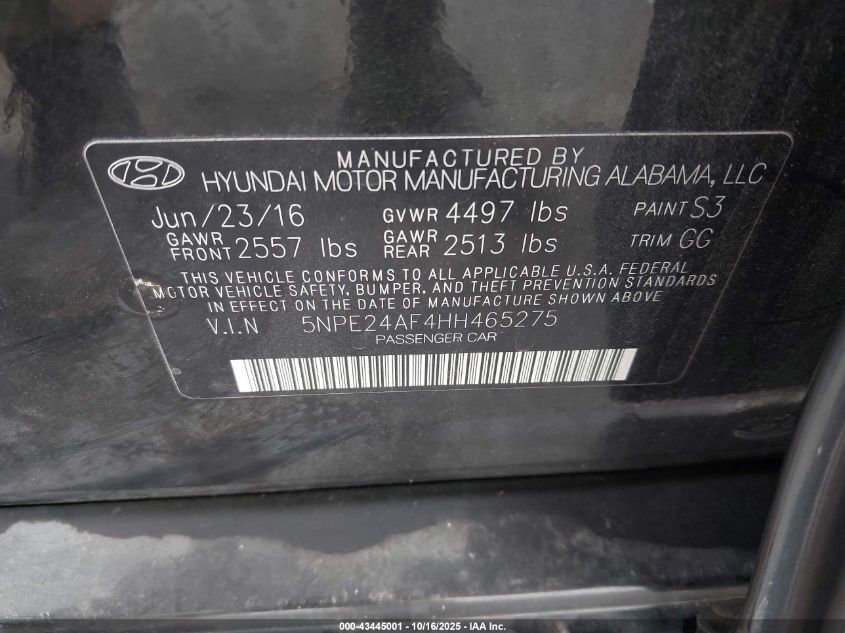 MANUFACTURED BY
HYUNDAI MOTOR MANUFACTURING ALABAMA, LLC
Jun/23/16 GVWR 4497 lbs PAINT S3
GAWR FRONT 2557 lbs GAWR REAR 2513 lbs TRIM GG
THIS VEHICLE CONFORMS TO ALL APPLICABLE U.S.A. FEDERAL
MOTOR VEHICLE SAFETY, BUMPER, AND THEFT PREVENTION STANDARDS
IN EFFECT ON THE DATE OF MANUFACTURE SHOWN ABOVE
V.I.N 5NPE24AF4HH465275
PASSENGER CAR
000-43445001 - 10/16/2025 - IAA Inc.